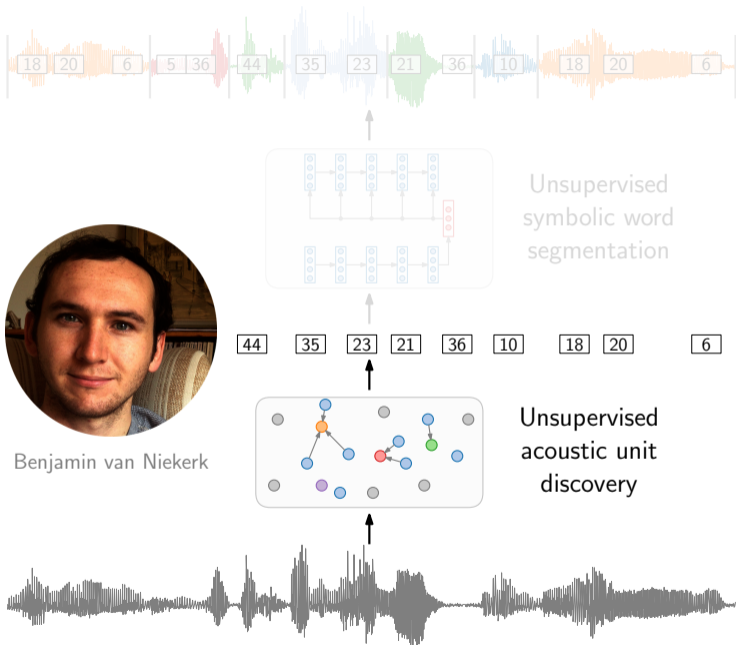 18 20 6 5 36 44 35 23 21 36 10 18 20 6
Unsupervised
symbolic word
segmentation
44 35 23 21 36 10 18 20 6
Benjamin van Niekerk
Unsupervised
acoustic unit
discovery